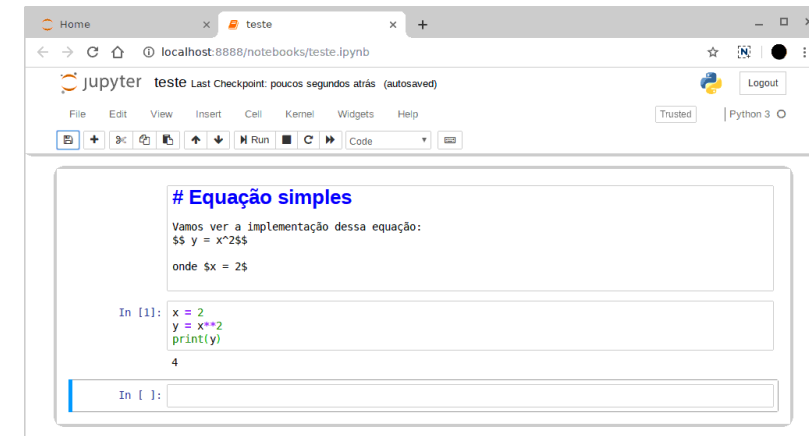 Home × teste × +
localhost:8888/notebooks/teste.ipynb
jupyter teste Last Checkpoint: poucos segundos atrás (autosaved) Logout
File Edit View Insert Cell Kernel Widgets Help Trusted Python 3
Run Code
# Equação simples
Vamos ver a implementação dessa equação:
$$ y = x^2$$
onde $x = 2$
In [1]: x = 2
y = x**2
print(y)
4
In [ ]: